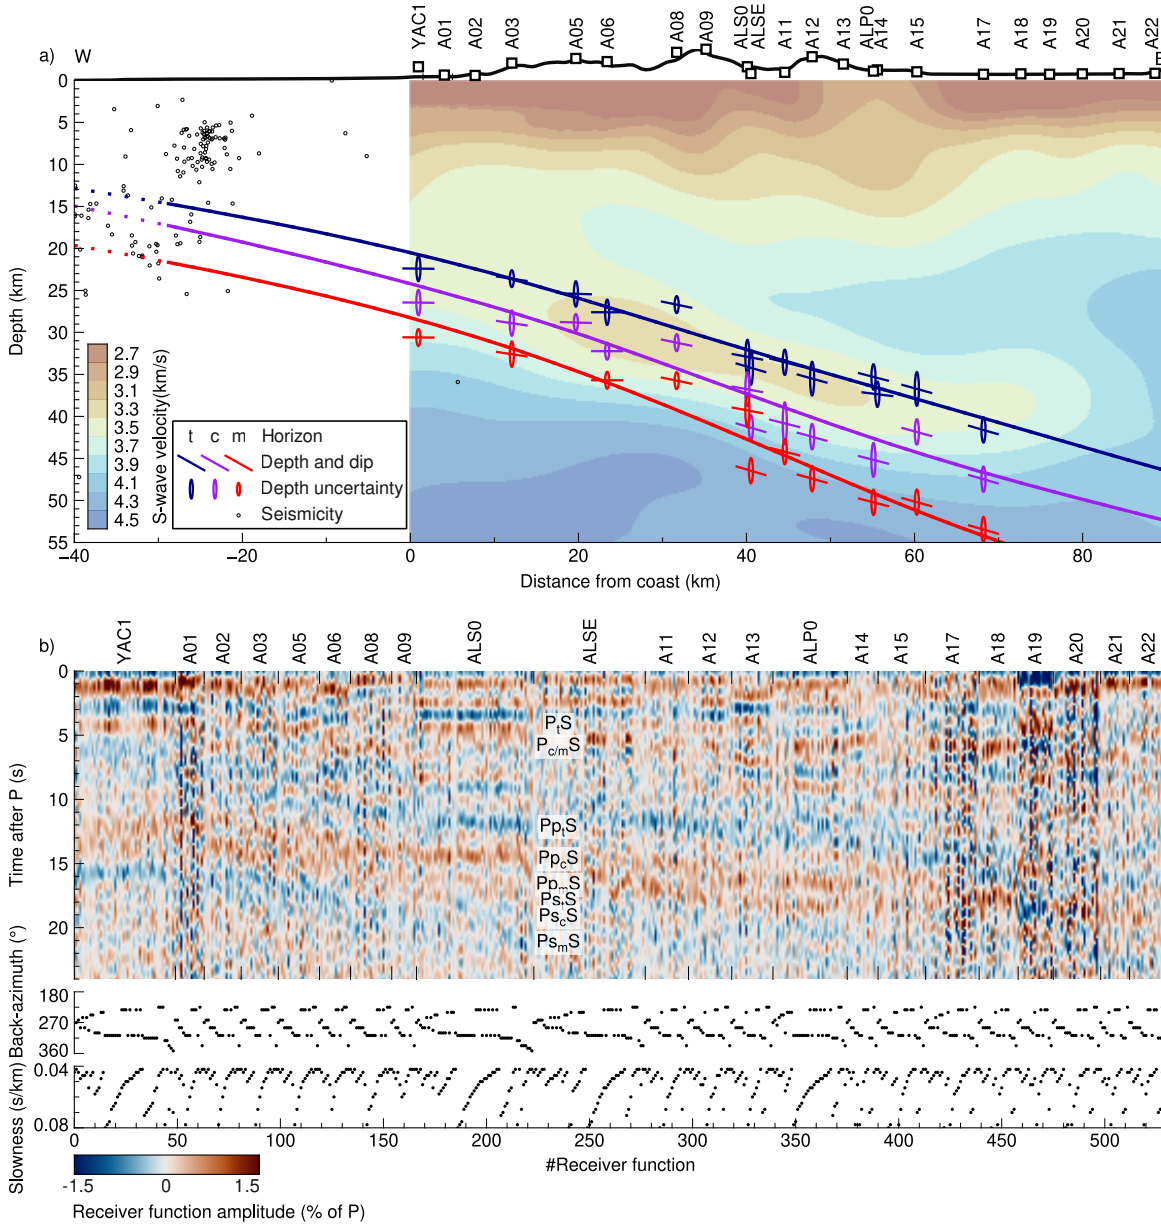 a) W YAC1 A01 A02 A03 A05 A06 A08 A09 ALS0 ALSE A11 A12 A13 ALP0 A14 A15 A17 A18 A19 A20 A21 A22 E
0
5
10
15
20
25
30
35
40
45
50
55
Depth (km)
2.7
2.9
3.1
3.3
3.5
3.7
3.9
4.1
4.3
4.5
S-wave velocity(km/s)
t c m Horizon
Depth and dip
Depth uncertainty
Seismicity
-40 -20 0 20 40 60 80
Distance from coast (km)
b) YAC1 A01 A02 A03 A05 A06 A08 A09 ALS0 ALSE A11 A12 A13 ALP0 A14 A15 A17 A18 A19 A20 A21 A22
0
5
10
15
20
Time after P (s)
PtS
Pc/mS
PptS
PpcS
PpmS
PstS
PscS
PsmS
180
270
360
Back-azimuth (°)
0.04
0.08
Slowness (s/km)
0 50 100 150 200 250 300 350 400 450 500
#Receiver function
-1.5 0 1.5
Receiver function amplitude (% of P)